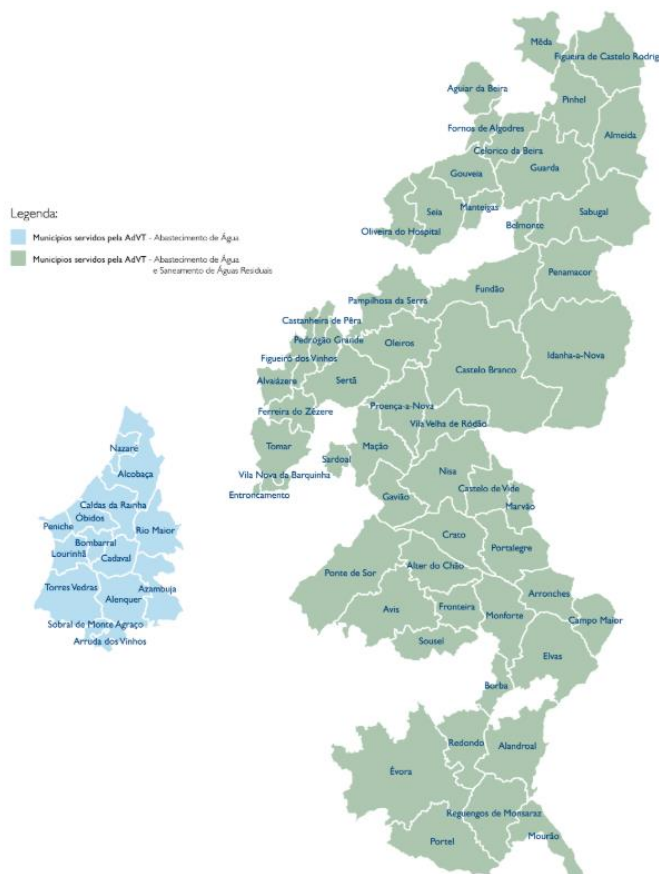 Mêda
Figueira de Castelo Rodrig
Aguiar da Beira
Pinhel
Fornos de Algodres
Almeida
Celorico da Beira
Guarda
Gouveia
Legenda:
Seia
Manteigas
Sabugal
Belmonte
Oliveira do Hospital
Municípios servidos pela AdVT - Abastecimento de Água
Municípios servidos pela AdVT - Abastecimento de Água
e Saneamento de Águas Residuais
Penamacor
Fundão
Pampilhosa da Serra
Castanheira de Pêra
Pedrógão Grande
Oleiros
Idanha-a-Nova
Figueiró dos Vinhos
Castelo Branco
Alvaiázere
Sertã
Proença-a-Nova
Ferreira do Zêzere
Vila Velha de Ródão
Tomar
Mação
Nazaré
Sardoal
Nisa
Alcobaça
Vila Nova da Barquinha
Castelo de Vide
Entroncamento
Gavião
Marvão
Caldas da Rainha
Óbidos
Peniche
Rio Maior
Crato
Bombarral
Portalegre
Lourinhã
Cadaval
Alter do Chão
Ponte de Sor
Torres Vedras
Azambuja
Arronches
Alenquer
Avis
Fronteira
Monforte
Campo Maior
Sobral de Monte Agraço
Arruda dos Vinhos
Sousel
Elvas
Borba
Redondo
Alandroal
Évora
Reguengos de Monsaraz
Mourão
Portel